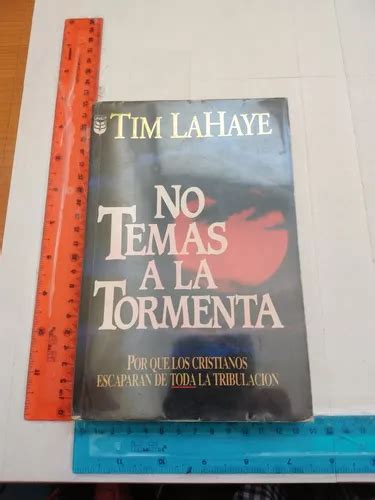 TIM LAHAYE
NO
TEMAS
A LA
TORMENTA
POR QUE LOS CRISTIANOS
ESCAPARAN DE TODA LA TRIBULACION